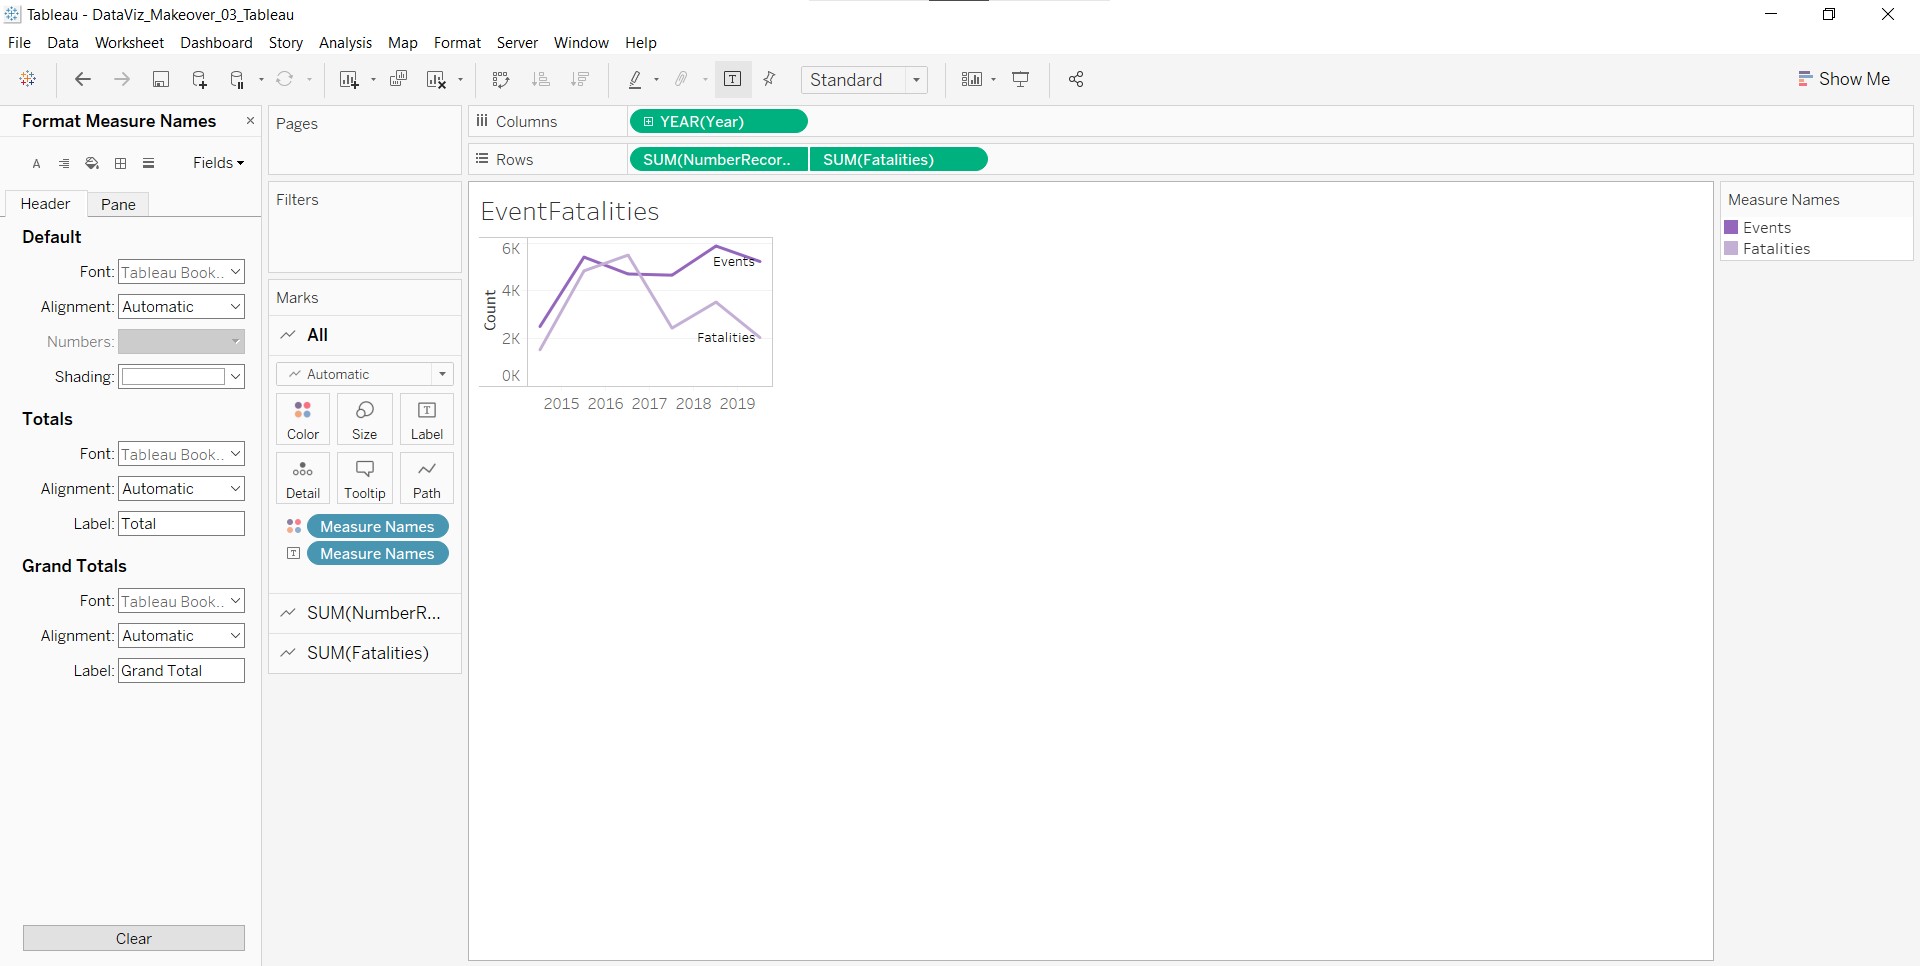 Tableau - DataViz_Makeover_03_Tableau
File Data Worksheet Dashboard Story Analysis Map Format Server Window Help
Standard
Show Me
Format Measure Names
Fields
Header Pane
Default
Font: Tableau Book..
Alignment: Automatic
Numbers:
Shading:
Totals
Font: Tableau Book..
Alignment: Automatic
Label: Total
Grand Totals
Font: Tableau Book..
Alignment: Automatic
Label: Grand Total
Clear
Pages
Filters
Marks
All
Automatic
Color Size Label
Detail Tooltip Path
Measure Names
Measure Names
SUM(NumberR...
SUM(Fatalities)
Columns YEAR(Year)
Rows SUM(NumberRecor.. SUM(Fatalities)
EventFatalities
6K
4K
2K
0K
Count
Events
Fatalities
2015 2016 2017 2018 2019
Measure Names
Events
Fatalities